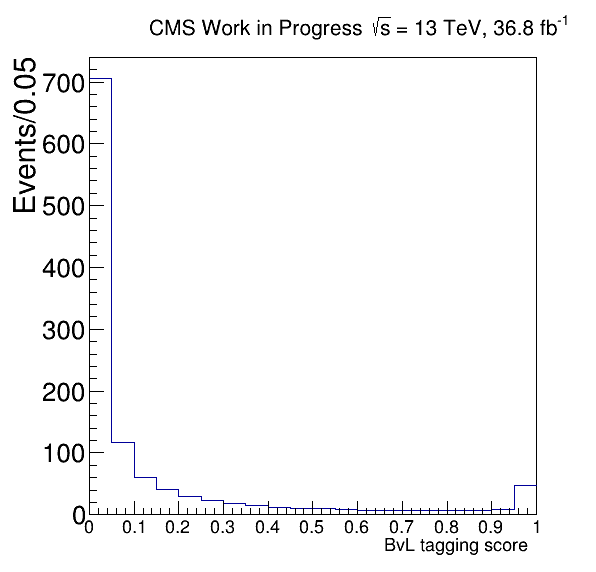 CMS Work in Progress √s = 13 TeV, 36.8 fb⁻¹
Events/0.05
700
600
500
400
300
200
100
0
0 0.1 0.2 0.3 0.4 0.5 0.6 0.7 0.8 0.9 1
BvL tagging score